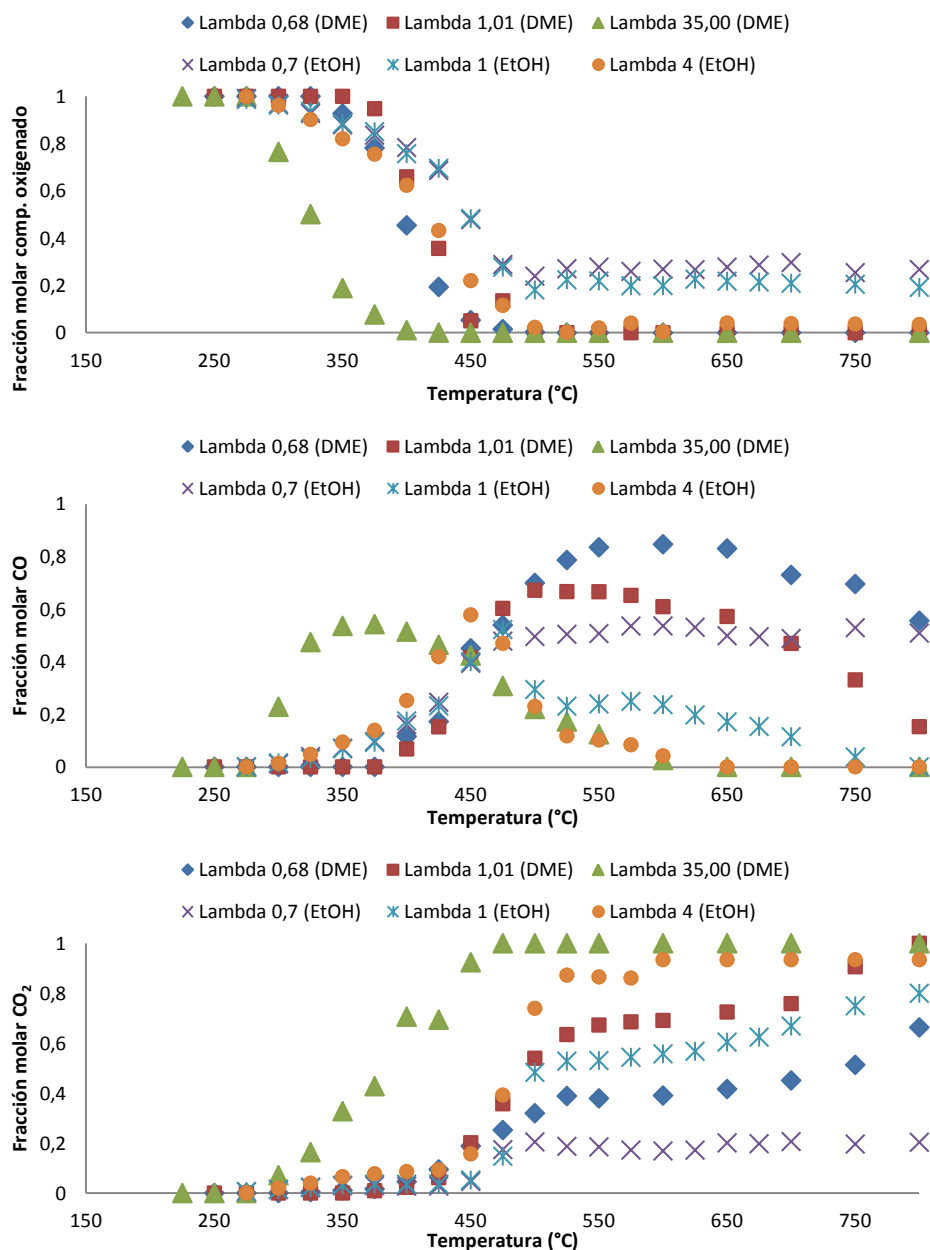 Lambda 0,68 (DME) Lambda 1,01 (DME) Lambda 35,00 (DME)
Lambda 0,7 (EtOH) Lambda 1 (EtOH) Lambda 4 (EtOH)
Fracción molar comp. oxigenado
1
0,8
0,6
0,4
0,2
0
150 250 350 450 550 650 750
Temperatura (°C)
Lambda 0,68 (DME) Lambda 1,01 (DME) Lambda 35,00 (DME)
Lambda 0,7 (EtOH) Lambda 1 (EtOH) Lambda 4 (EtOH)
Fracción molar CO
1
0,8
0,6
0,4
0,2
0
150 250 350 450 550 650 750
Temperatura (°C)
Lambda 0,68 (DME) Lambda 1,01 (DME) Lambda 35,00 (DME)
Lambda 0,7 (EtOH) Lambda 1 (EtOH) Lambda 4 (EtOH)
Fracción molar CO₂
1
0,8
0,6
0,4
0,2
0
150 250 350 450 550 650 750
Temperatura (°C)